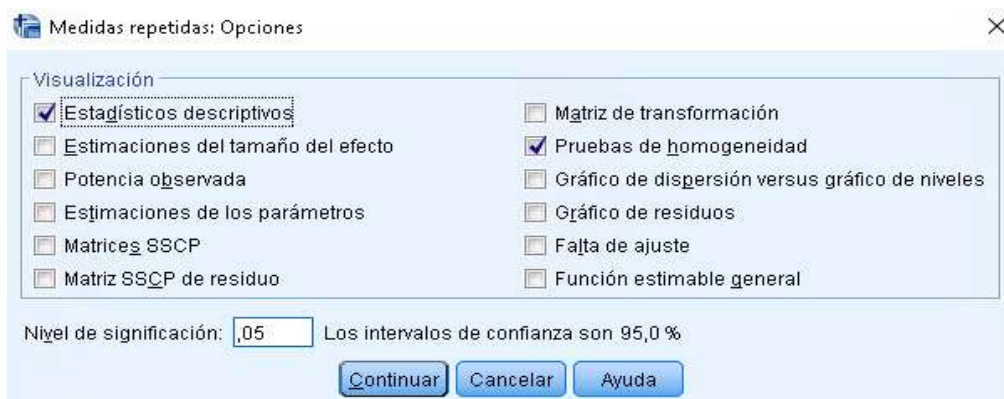 Medidas repetidas: Opciones
Visualización
Estadísticos descriptivos
Estimaciones del tamaño del efecto
Potencia observada
Estimaciones de los parámetros
Matrices SSCP
Matriz SSCP de residuo
Matriz de transformación
Pruebas de homogeneidad
Gráfico de dispersión versus gráfico de niveles
Gráfico de residuos
Falta de ajuste
Función estimable general
Nivel de significación: ,05 Los intervalos de confianza son 95,0 %
Continuar Cancelar Ayuda